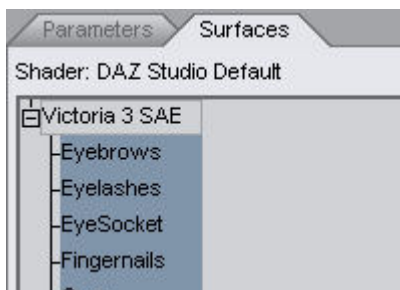 Parameters Surfaces
Shader: DAZ Studio Default
Victoria 3 SAE
Eyebrows
Eyelashes
EyeSocket
Fingernails